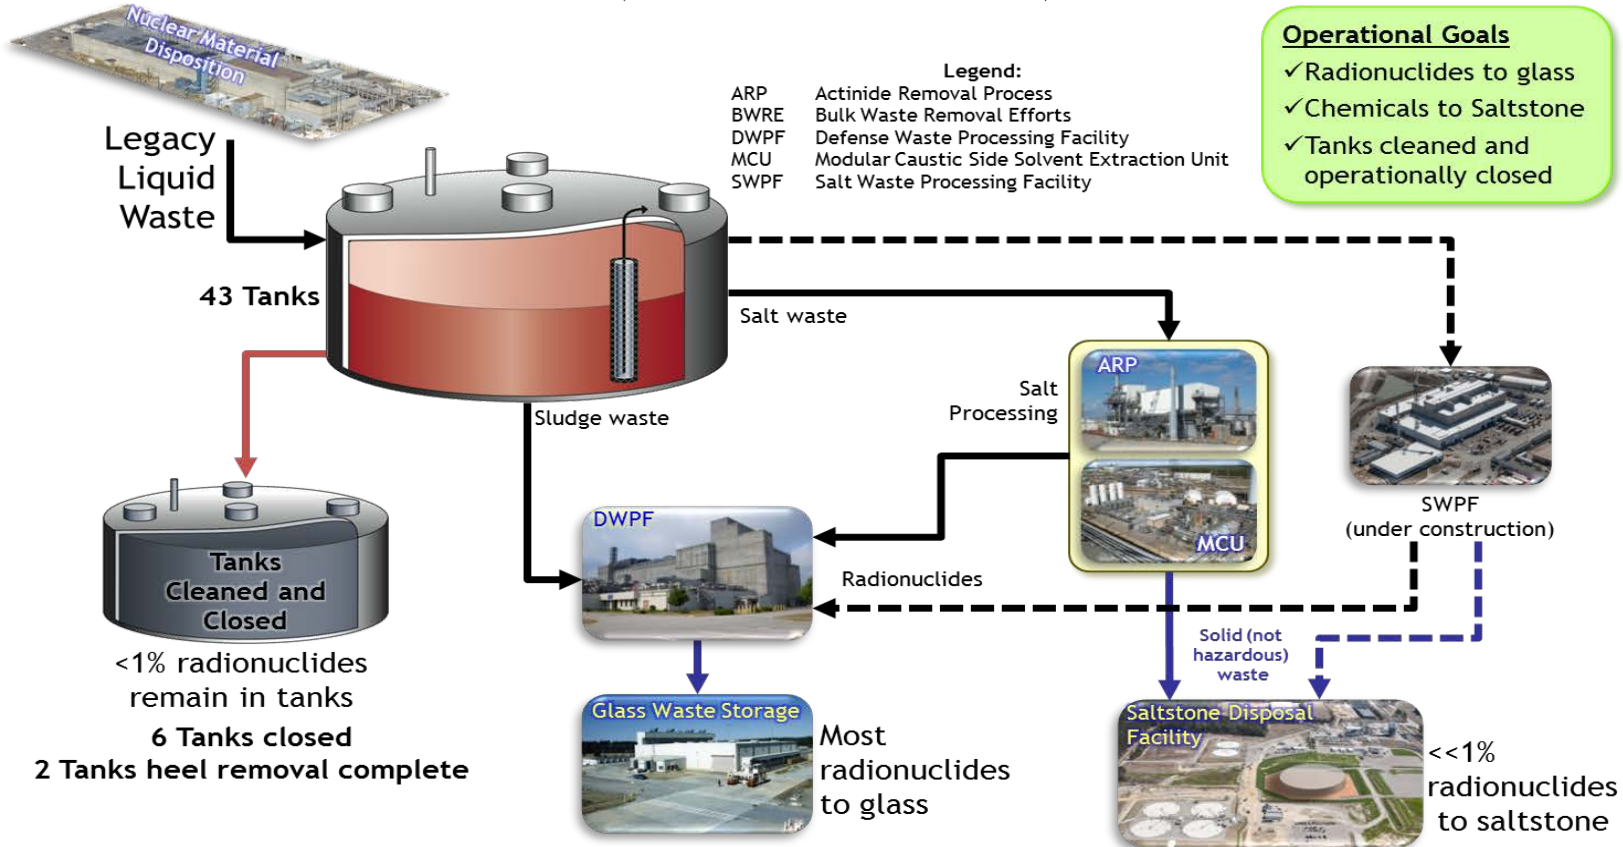 Nuclear Material
Disposition
Legacy
Liquid
Waste
43 Tanks
Legend:
ARP Actinide Removal Process
BWRE Bulk Waste Removal Efforts
DWPF Defense Waste Processing Facility
MCU Modular Caustic Side Solvent Extraction Unit
SWPF Salt Waste Processing Facility
Operational Goals
✓Radionuclides to glass
✓Chemicals to Saltstone
✓Tanks cleaned and
operationally closed
Salt waste
Sludge waste
Salt
Processing
ARP
MCU
SWPF
(under construction)
DWPF
Radionuclides
Solid (not
hazardous)
waste
Tanks
Cleaned and
Closed
<1% radionuclides
remain in tanks
6 Tanks closed
2 Tanks heel removal complete
Glass Waste Storage
Most
radionuclides
to glass
Saltstone Disposal
Facility
<<1%
radionuclides
to saltstone